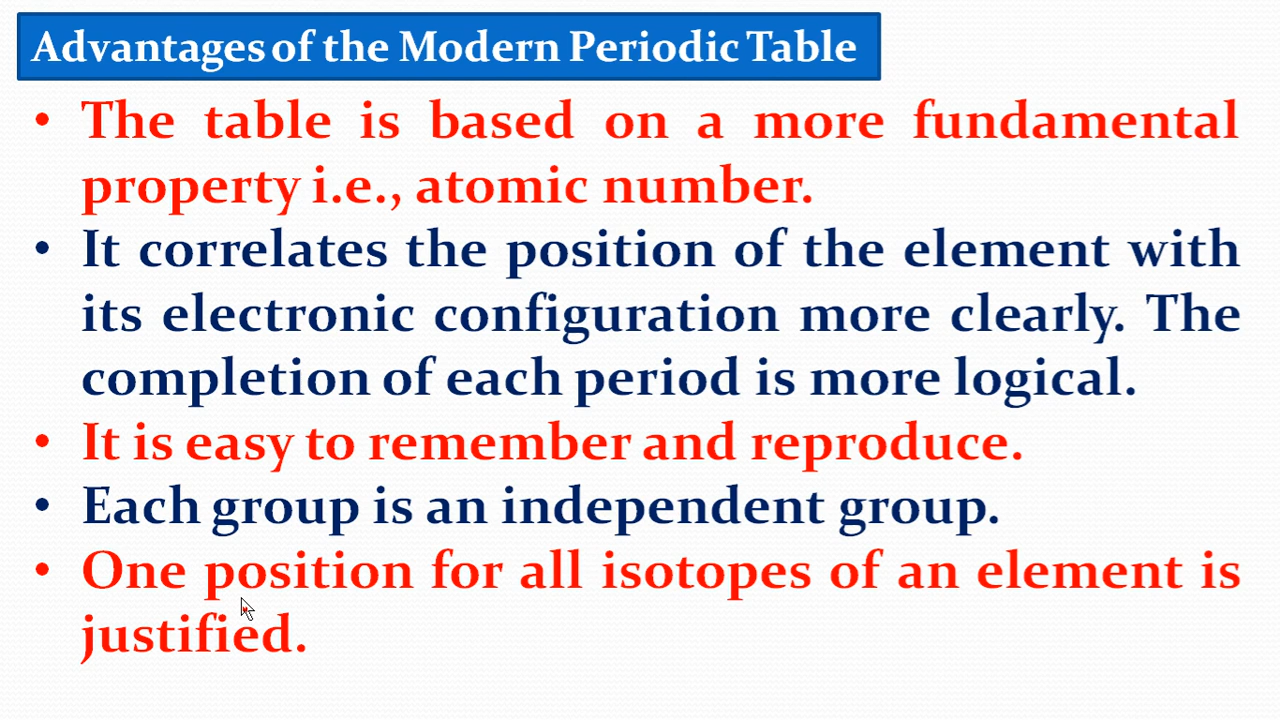 Advantages of the Modern Periodic Table
• The table is based on a more fundamental
property i.e., atomic number.
• It correlates the position of the element with
its electronic configuration more clearly. The
completion of each period is more logical.
• It is easy to remember and reproduce.
• Each group is an independent group.
• One position for all isotopes of an element is
justified.